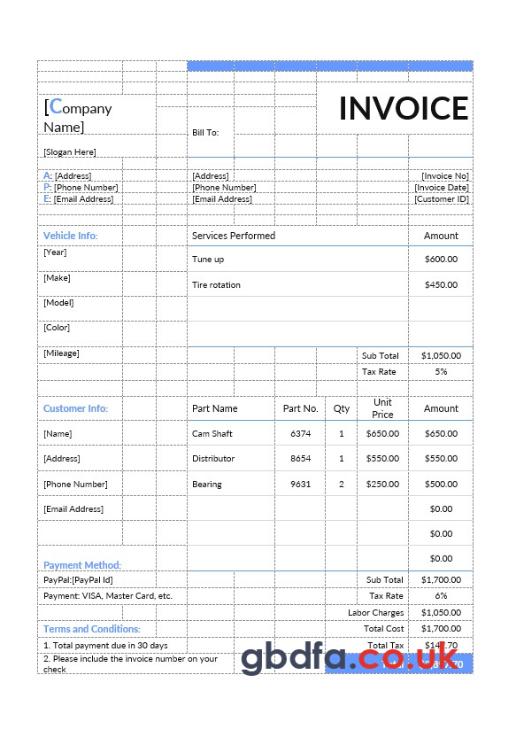 [Company
Name]
INVOICE
Bill To:
[Slogan Here]
A: [Address] [Address] [Invoice No]
P: [Phone Number] [Phone Number] [Invoice Date]
E: [Email Address] [Email Address] [Customer ID]
Vehicle Info: Services Performed Amount
[Year]
Tune up $600.00
[Make]
Tire rotation $450.00
[Model]
[Color]
[Mileage] Sub Total $1,050.00
Tax Rate 5%
Customer Info: Part Name Part No. Qty Unit Price Amount
[Name] Cam Shaft 6374 1 $650.00 $650.00
[Address] Distributor 8654 1 $550.00 $550.00
[Phone Number] Bearing 9631 2 $250.00 $500.00
[Email Address] $0.00
$0.00
$0.00
Payment Method:
PayPal:[PayPal Id] Sub Total $1,700.00
Payment: VISA, Master Card, etc. Tax Rate 6%
Labor Charges $1,050.00
Terms and Conditions: Total Cost $1,700.00
1. Total payment due in 30 days Total Tax
2. Please include the invoice number on your
check
gbdfa.co.uk